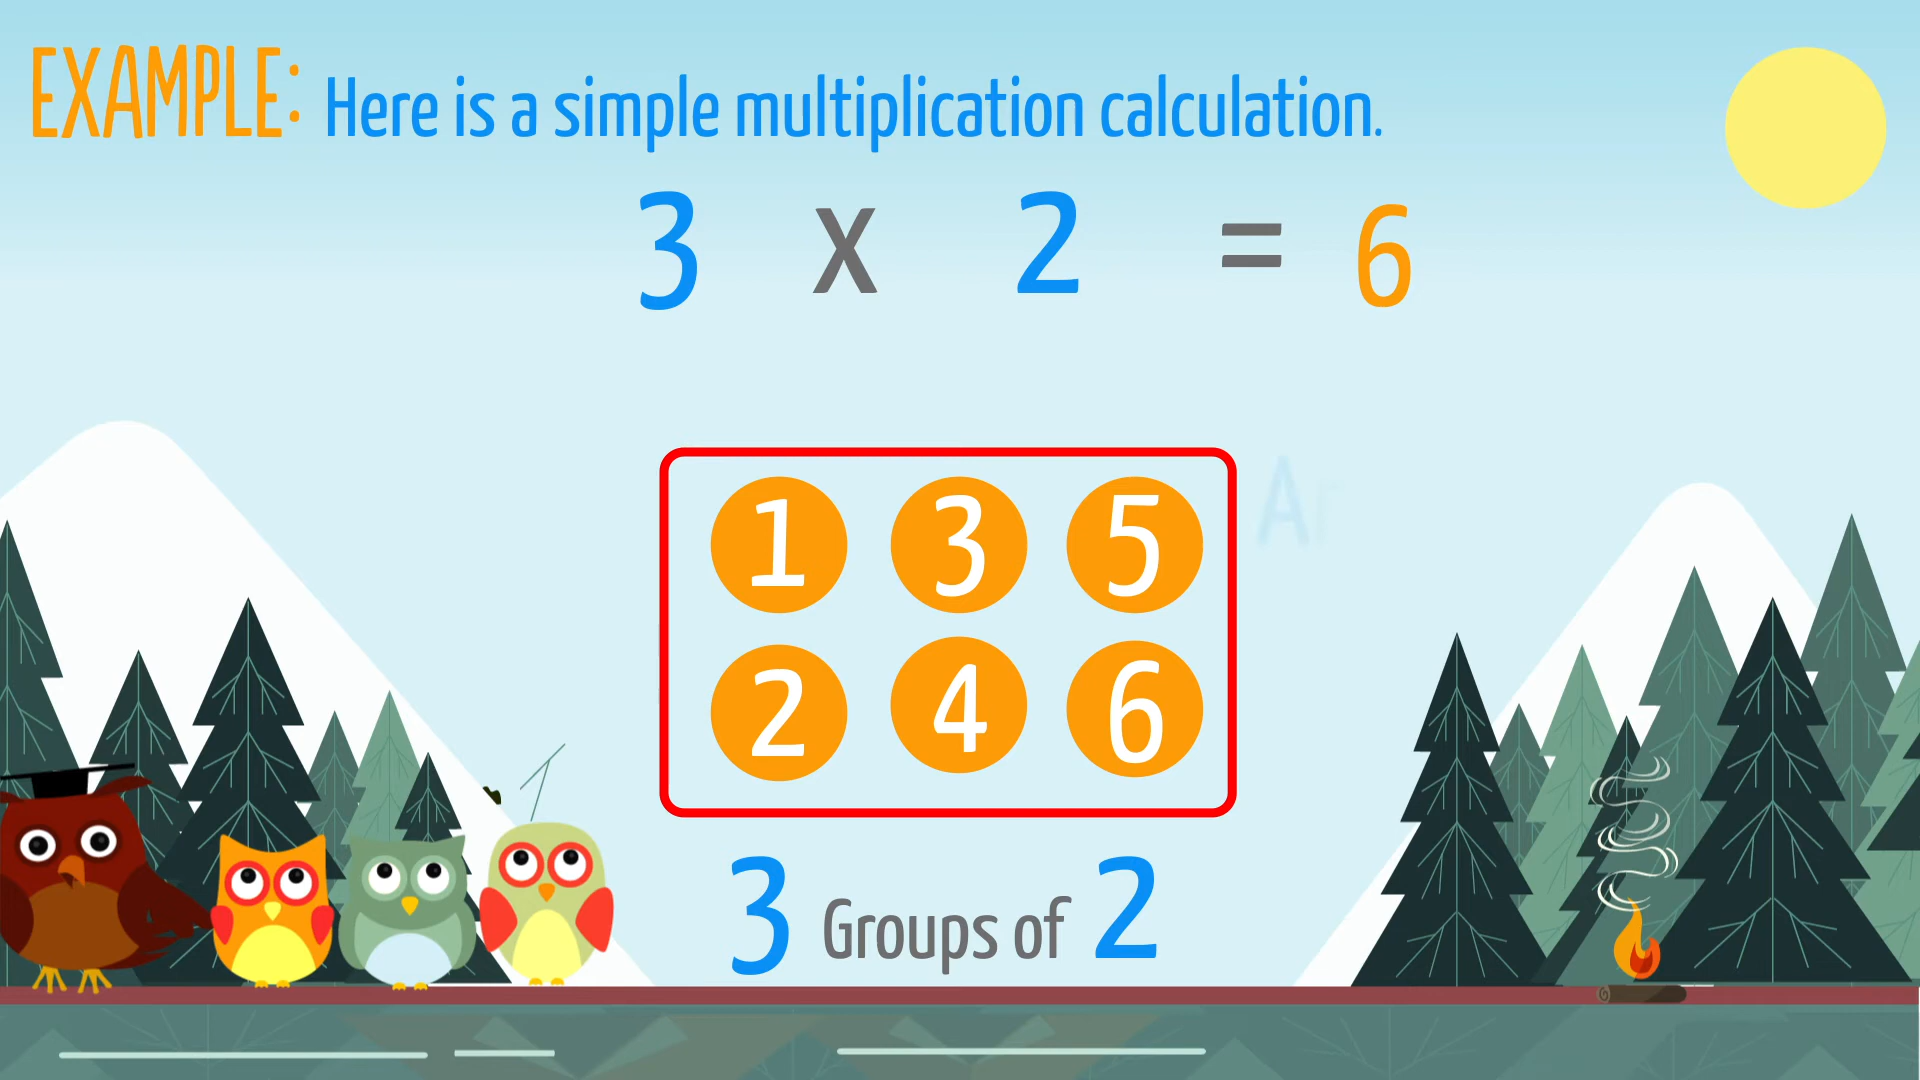 EXAMPLE: Here is a simple multiplication calculation.
3 x 2 = 6
1 3 5
2 4 6
3 Groups of 2